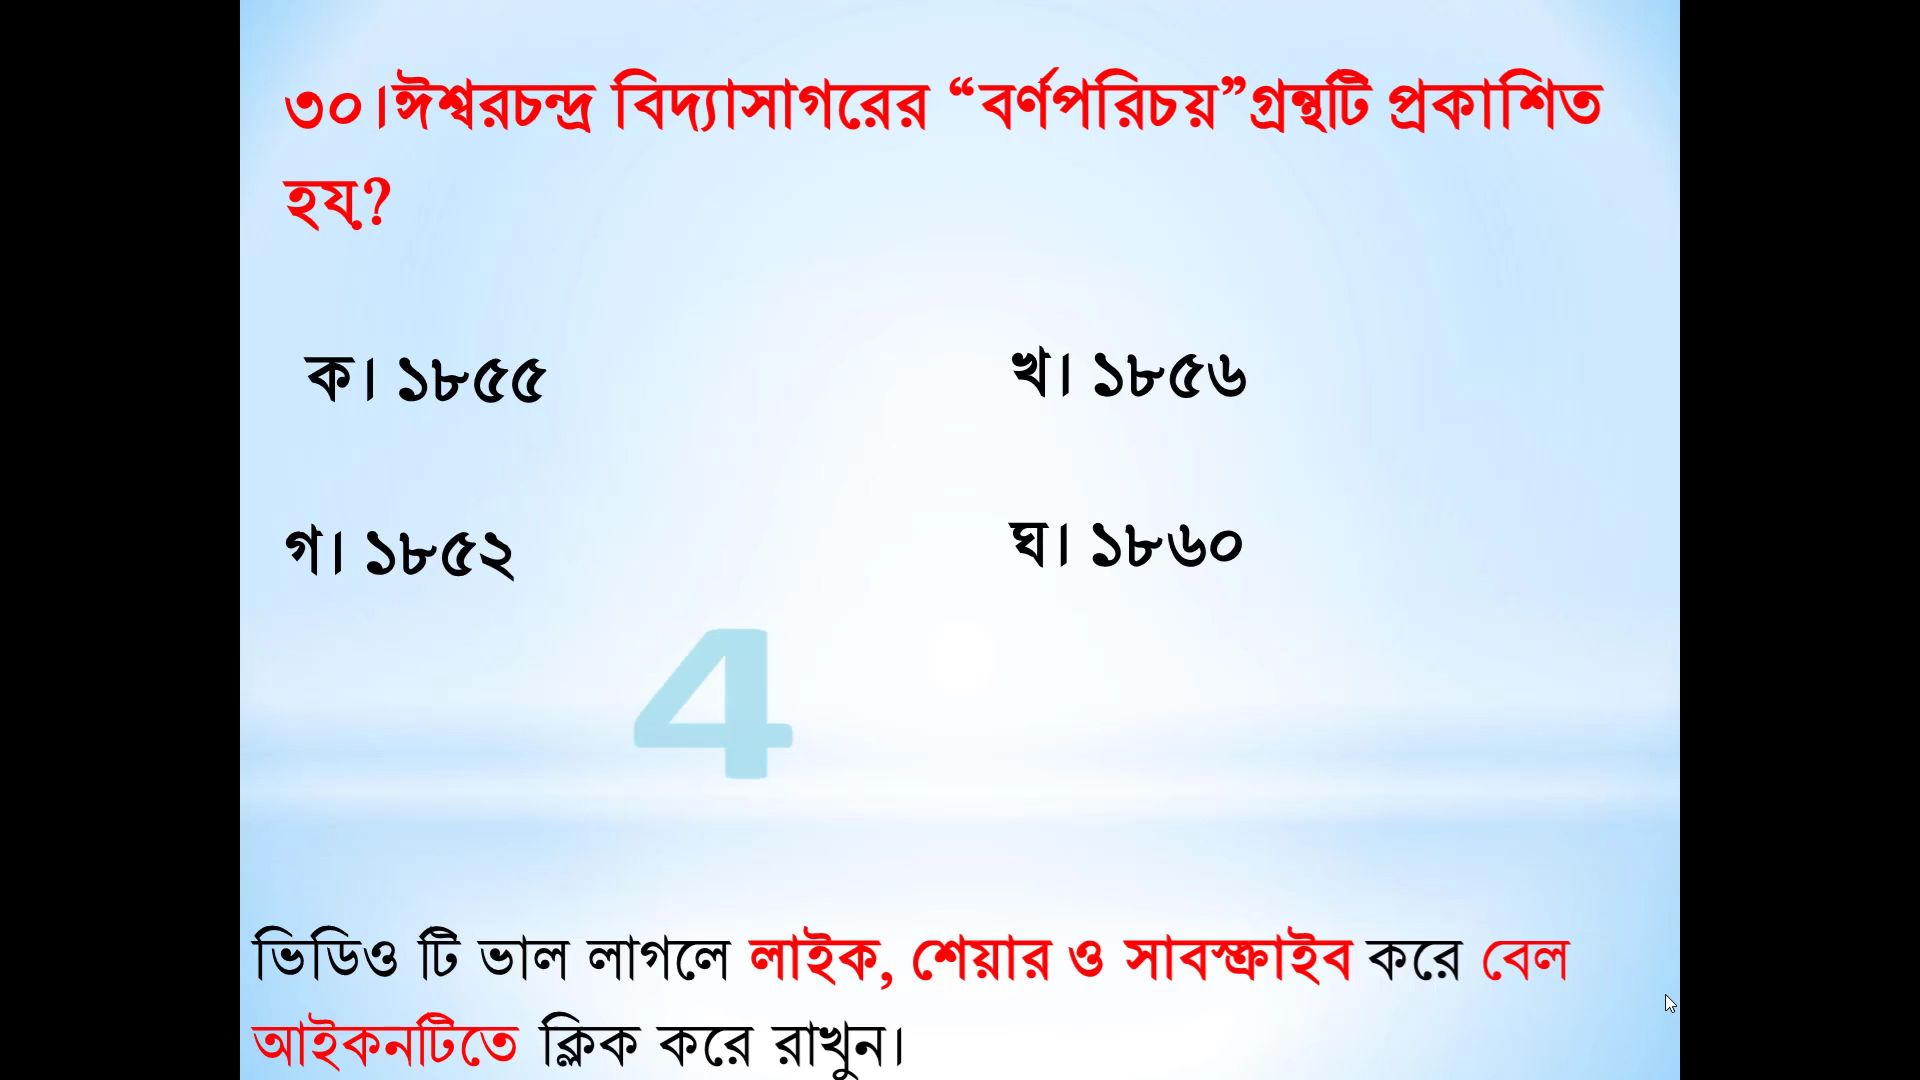 ৩০।ঈশ্বরচন্দ্র বিদ্যাসাগরের “বর্ণপরিচয়”গ্রন্থটি প্রকাশিত
হয়?
ক। ১৮৫৫
খ। ১৮৫৬
গ। ১৮৫২
ঘ। ১৮৬০
4
ভিডিও টি ভাল লাগলে লাইক, শেয়ার ও সাবস্ক্রাইব করে বেল
আইকনটিতে ক্লিক করে রাখুন।